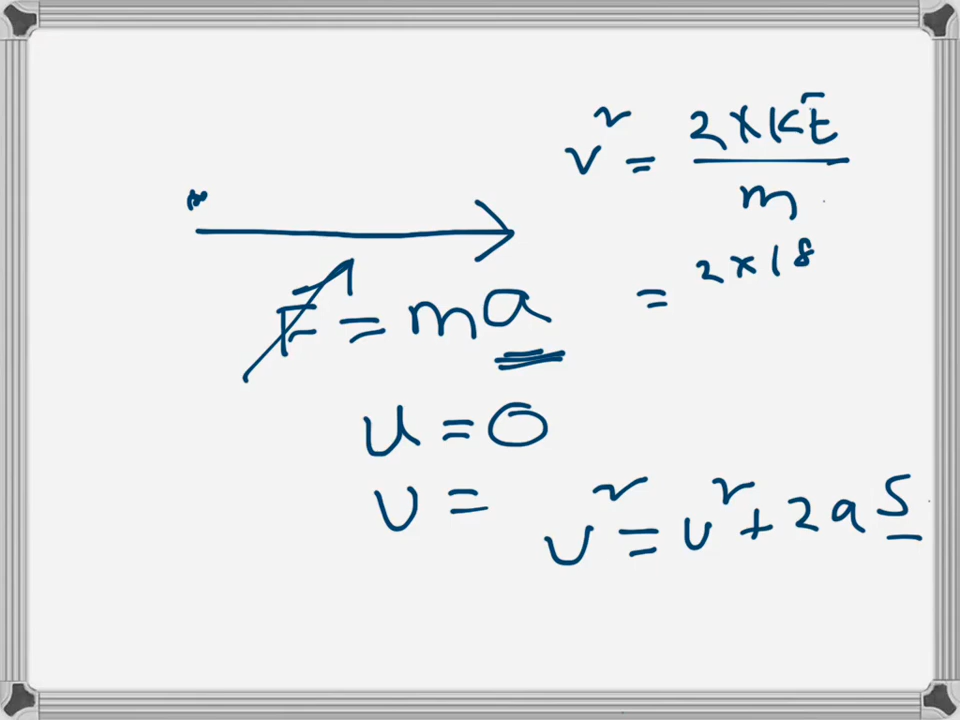 v² = 2 × KE / m
= 2 × 18
F = ma
u = 0
v =
v² = u² + 2as